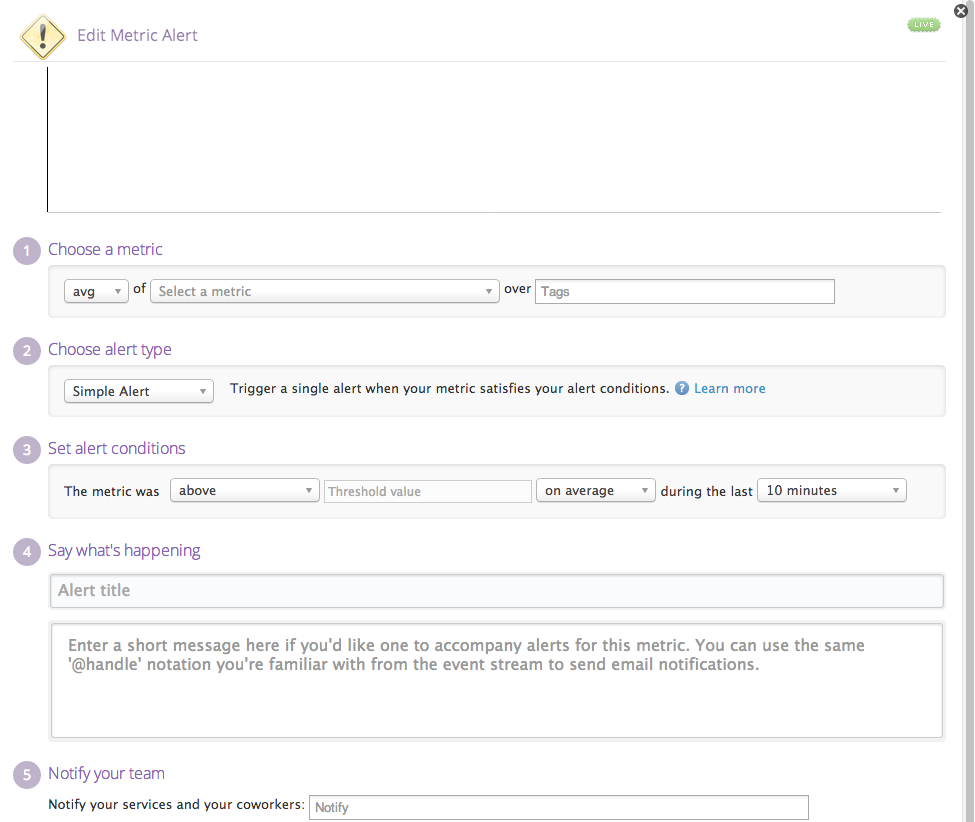 Edit Metric Alert
LIVE
1 Choose a metric
avg of Select a metric over Tags
2 Choose alert type
Simple Alert Trigger a single alert when your metric satisfies your alert conditions. ? Learn more
3 Set alert conditions
The metric was above Threshold value on average during the last 10 minutes
4 Say what's happening
Alert title
Enter a short message here if you'd like one to accompany alerts for this metric. You can use the same
'@handle' notation you're familiar with from the event stream to send email notifications.
5 Notify your team
Notify your services and your coworkers: Notify